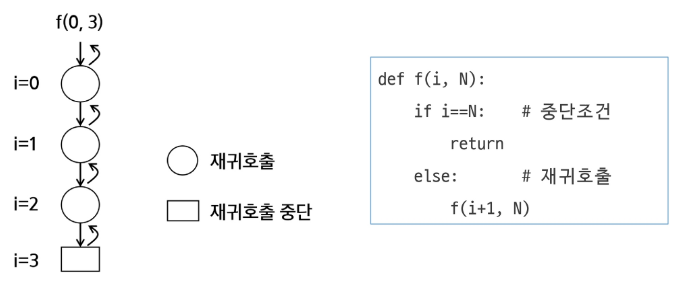 f(0, 3)
i=0
i=1
i=2
i=3
재귀호출
재귀호출 중단
def f(i, N):
    if i==N:    # 중단조건
        return
    else:       # 재귀호출
        f(i+1, N)